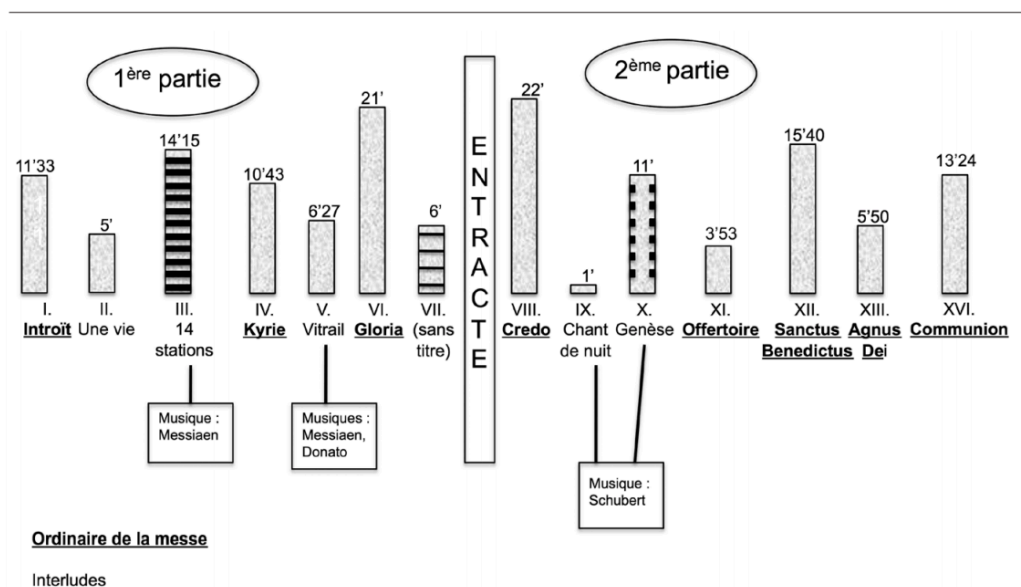 1ère partie
2ème partie
11’33
5’
14’15
10’43
6’27
21’
6’
ENTRACTE
22’
1’
11’
3’53
15’40
5’50
13’24
I.
Introït
II.
Une vie
III.
14
stations
IV.
Kyrie
V.
Vitrail
VI.
Gloria
VII.
(sans
titre)
VIII.
Credo
IX.
Chant
de nuit
X.
Genèse
XI.
Offertoire
XII.
Sanctus
Benedictus
XIII.
Agnus
Dei
XVI.
Communion
Musique :
Messiaen
Musiques :
Messiaen,
Donato
Musique :
Schubert
Ordinaire de la messe
Interludes